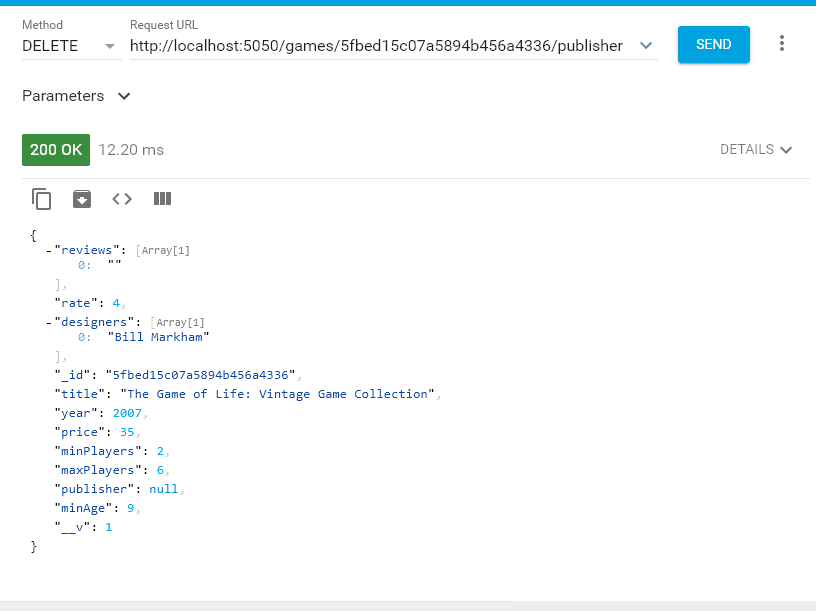 Method
Request URL
DELETE
http://localhost:5050/games/5fbed15c07a5894b456a4336/publisher
SEND
Parameters
200 OK
12.20 ms
DETAILS
{
-"reviews": [Array[1]
0: ""
],
"rate": 4,
-"designers": [Array[1]
0: "Bill Markham"
],
"_id": "5fbed15c07a5894b456a4336",
"title": "The Game of Life: Vintage Game Collection",
"year": 2007,
"price": 35,
"minPlayers": 2,
"maxPlayers": 6,
"publisher": null,
"minAge": 9,
"__v": 1
}